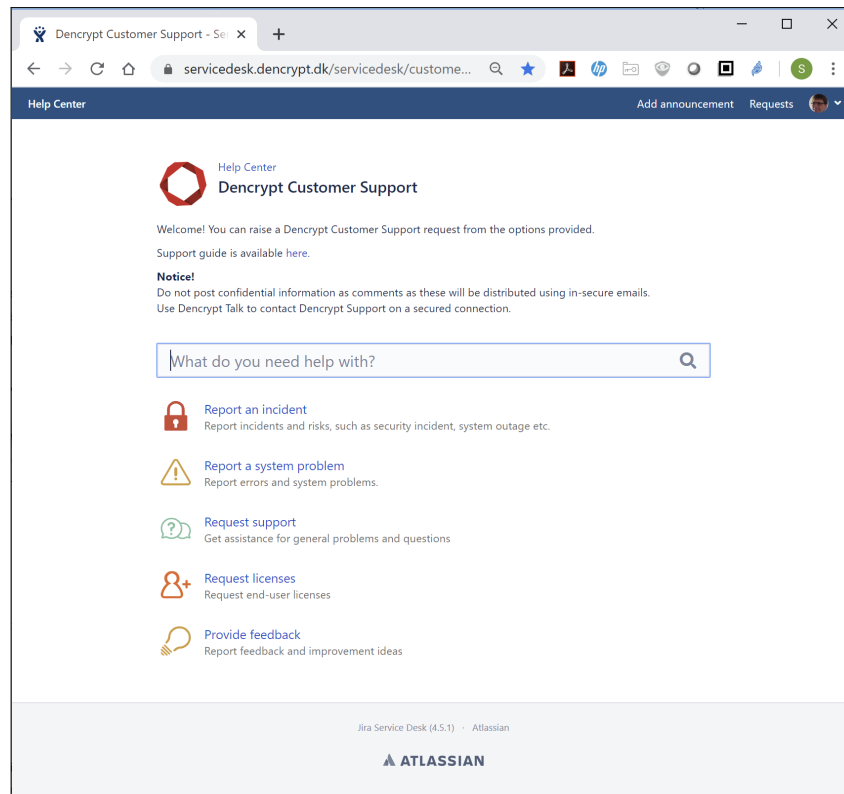 Dencrypt Customer Support - Se
servicedesk.dencrypt.dk/servicedesk/custome...
hp
S
Help Center
Add announcement
Requests
Help Center
Dencrypt Customer Support
Welcome! You can raise a Dencrypt Customer Support request from the options provided.
Support guide is available here.
Notice!
Do not post confidential information as comments as these will be distributed using in-secure emails.
Use Dencrypt Talk to contact Dencrypt Support on a secured connection.
What do you need help with?
Report an incident
Report incidents and risks, such as security incident, system outage etc.
Report a system problem
Report errors and system problems.
Request support
Get assistance for general problems and questions
Request licenses
Request end-user licenses
Provide feedback
Report feedback and improvement ideas
Jira Service Desk (4.5.1) · Atlassian
ATLASSIAN